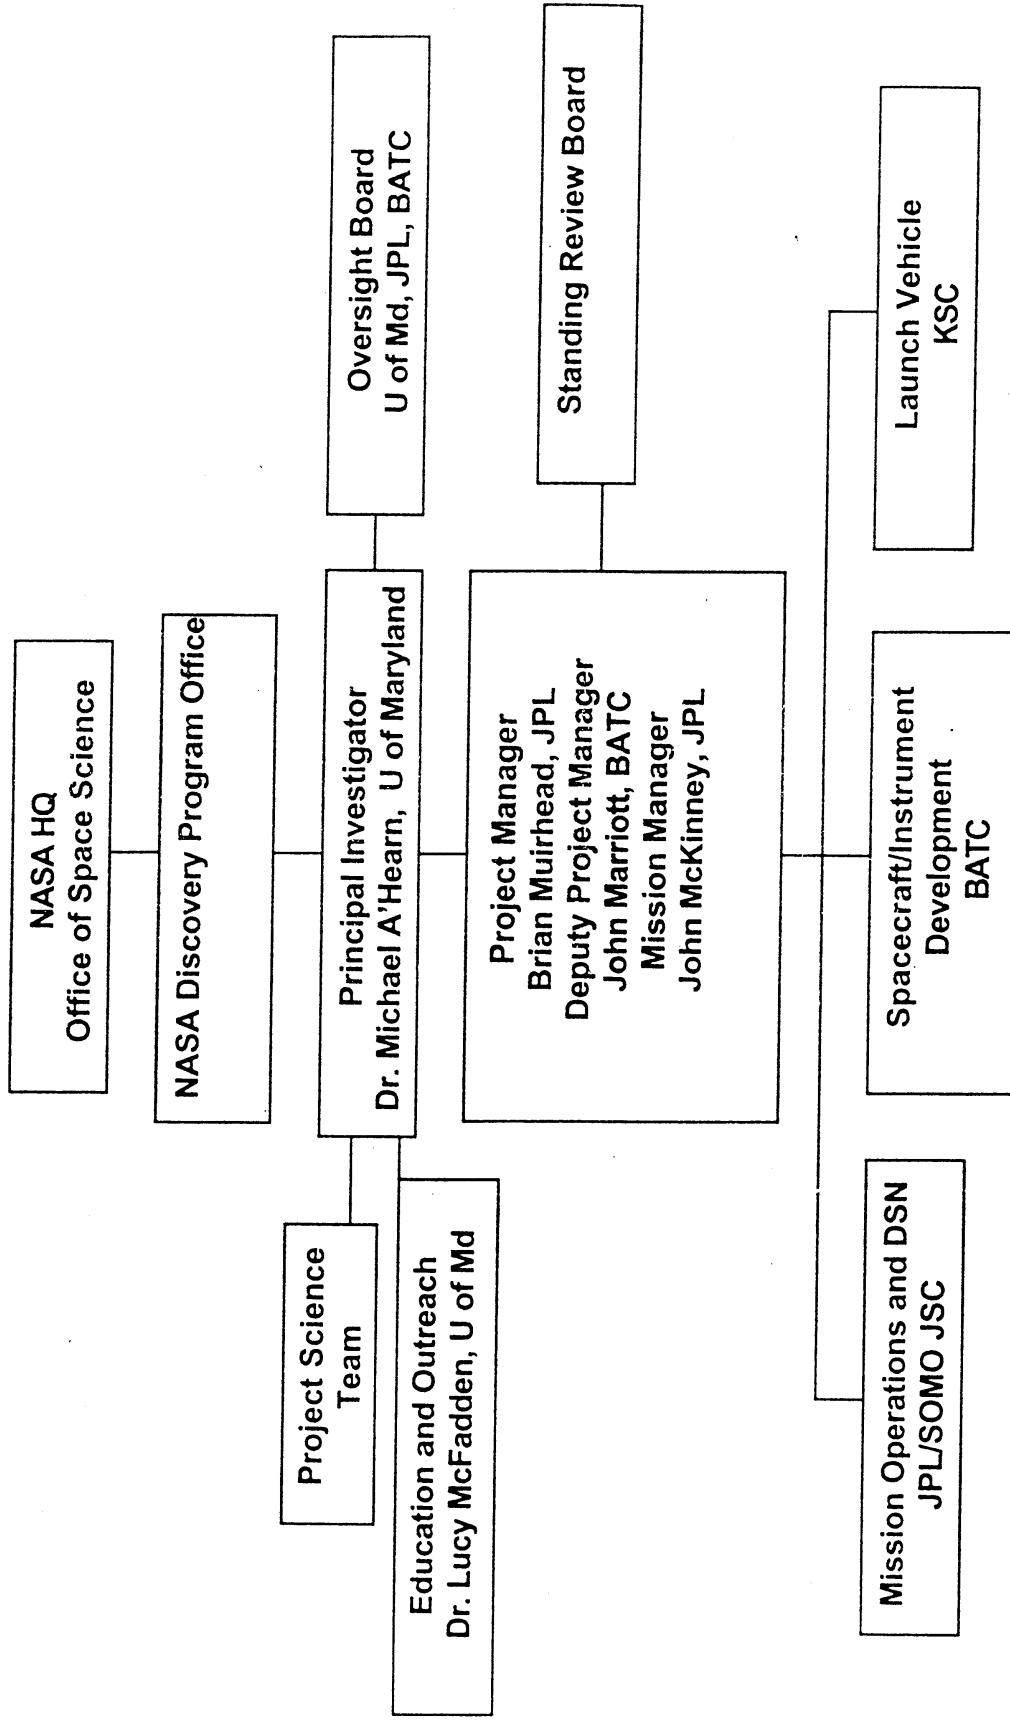 NASA HQ
Office of Space Science
NASA Discovery Program Office
Principal Investigator
Dr. Michael A'Hearn, U of Maryland
Oversight Board
U of Md, JPL, BATC
Project Science
Team
Education and Outreach
Dr. Lucy McFadden, U of Md
Project Manager
Brian Muirhead, JPL
Deputy Project Manager
John Marriott, BATC
Mission Manager
John McKinney, JPL
Standing Review Board
Mission Operations and DSN
JPL/SOMO JSC
Spacecraft/Instrument
Development
BATC
Launch Vehicle
KSC